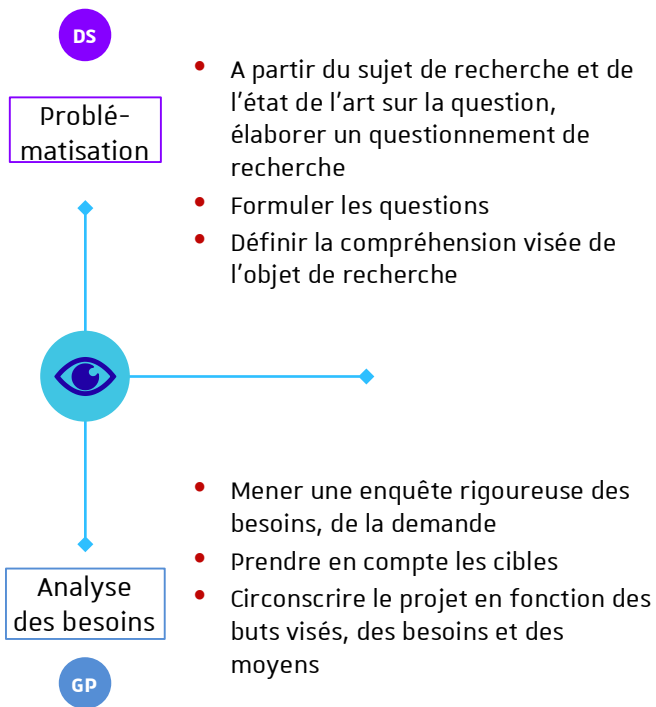 DS
Problé-
matisation
• A partir du sujet de recherche et de
l'état de l'art sur la question,
élaborer un questionnement de
recherche
• Formuler les questions
• Définir la compréhension visée de
l'objet de recherche
• Mener une enquête rigoureuse des
besoins, de la demande
• Prendre en compte les cibles
• Circonscrire le projet en fonction des
buts visés, des besoins et des
moyens
Analyse
des besoins
GP